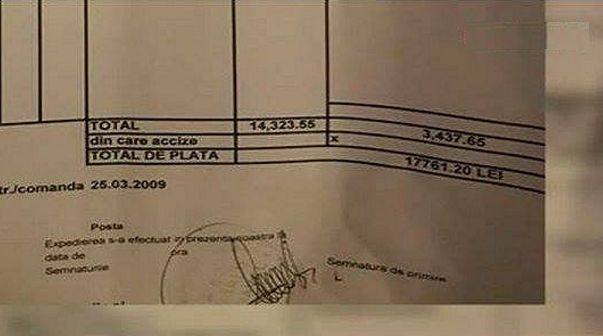 TOTAL 14,323.55 3,437.65
din care accize x
TOTAL DE PLATA 17761.20 LEI
tr./comanda 25.03.2009
Posta
Expedierea s-a efectuat in prezenta noastra la
data de ora
Semnaturile
Semnatura de primire
L